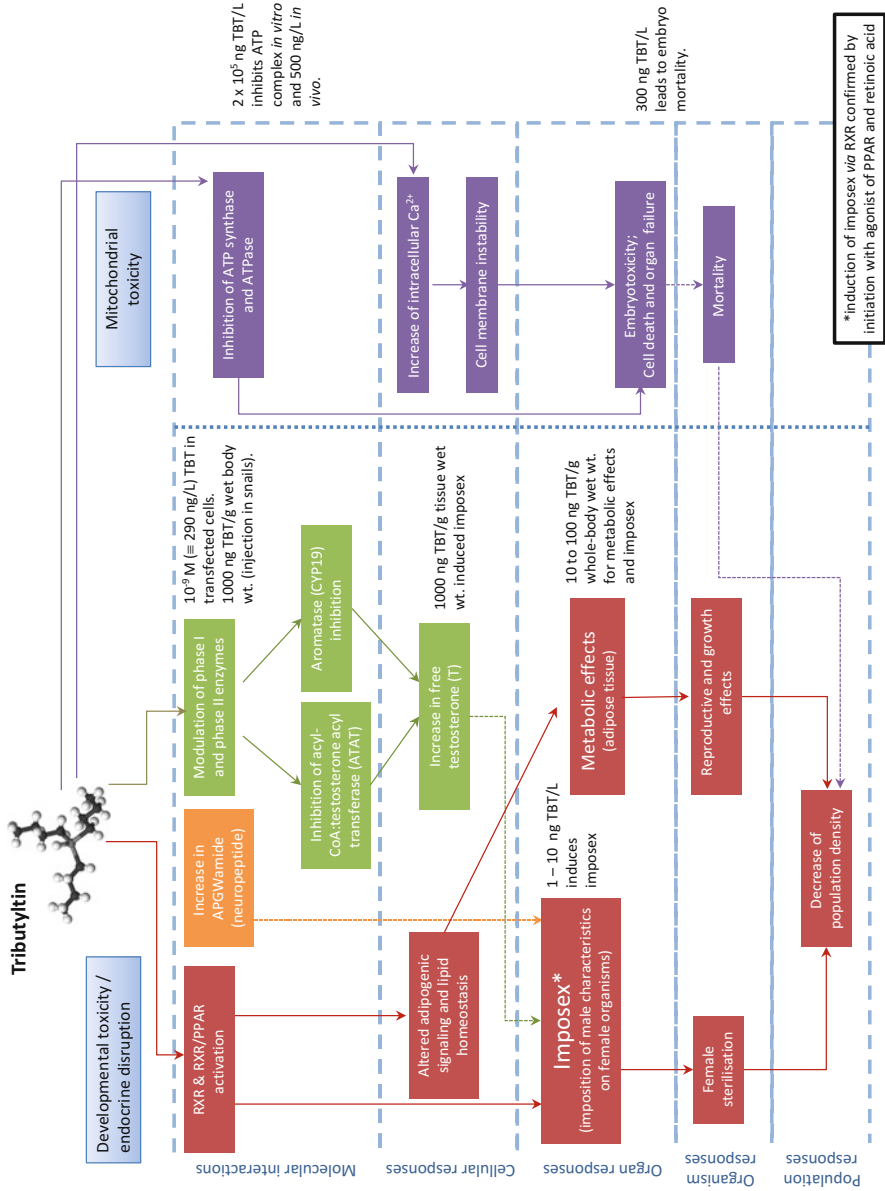 Tributyltin
Developmental toxicity /
endocrine disruption
Mitochondrial
toxicity
Molecular interactions
RXR & RXR/PPAR
activation
Increase in
APGWamide
(neuropeptide)
Modulation of phase I
and phase II enzymes
10⁻⁹ M (= 290 ng/L) TBT in
transfected cells.
1000 ng TBT/g wet body
wt. (injection in snails).
Inhibition of acyl-
CoA:testosterone acyl
transferase (ATAT)
Aromatase (CYP19)
inhibition
Inhibition of ATP synthase
and ATPase
2 x 10⁵ ng TBT/L
inhibits ATP
complex in vitro
and 500 ng/L in
vivo.
Cellular responses
Altered adipogenic
signaling and lipid
homeostasis
Increase in free
testosterone (T)
1000 ng TBT/g tissue wet
wt. induced imposex
Increase of intracellular Ca²⁺
Cell membrane instability
Organ responses
Imposex*
(imposition of male characteristics
on female organisms)
1 – 10 ng TBT/L
induces
imposex
Metabolic effects
(adipose tissue)
10 to 100 ng TBT/g
whole-body wet wt.
for metabolic effects
and imposex
Embryotoxicity;
Cell death and organ failure
300 ng TBT/L
leads to embryo
mortality.
Organism
responses
Female
sterilisation
Reproductive and growth
effects
Mortality
Population
responses
Decrease of
population density
*induction of imposex via RXR confirmed by
initiation with agonist of PPAR and retinoic acid